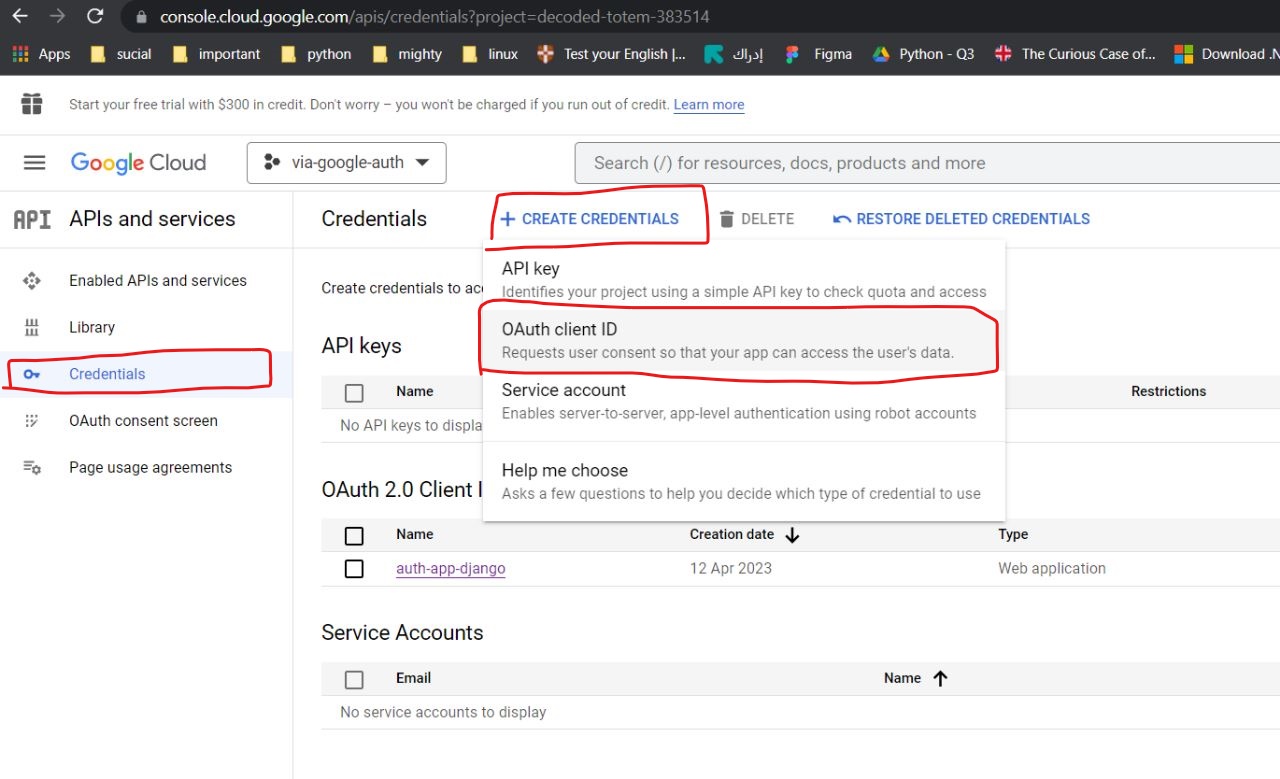 console.cloud.google.com/apis/credentials?project=decoded-totem-383514
Apps sucial important python mighty linux Test your English |... إدراك Figma Python - Q3 The Curious Case of... Download .N
Start your free trial with $300 in credit. Don't worry – you won't be charged if you run out of credit. Learn more
Google Cloud via-google-auth Search (/) for resources, docs, products and more
API APIs and services Credentials + CREATE CREDENTIALS DELETE RESTORE DELETED CREDENTIALS
Enabled APIs and services
Library
Credentials
OAuth consent screen
Page usage agreements
Create credentials to acc
API key
Identifies your project using a simple API key to check quota and access
OAuth client ID
Requests user consent so that your app can access the user's data.
Service account
Enables server-to-server, app-level authentication using robot accounts
Help me choose
Asks a few questions to help you decide which type of credential to use
API keys
Name Restrictions
No API keys to displa
OAuth 2.0 Client I
Name Creation date Type
auth-app-django 12 Apr 2023 Web application
Service Accounts
Email Name
No service accounts to display